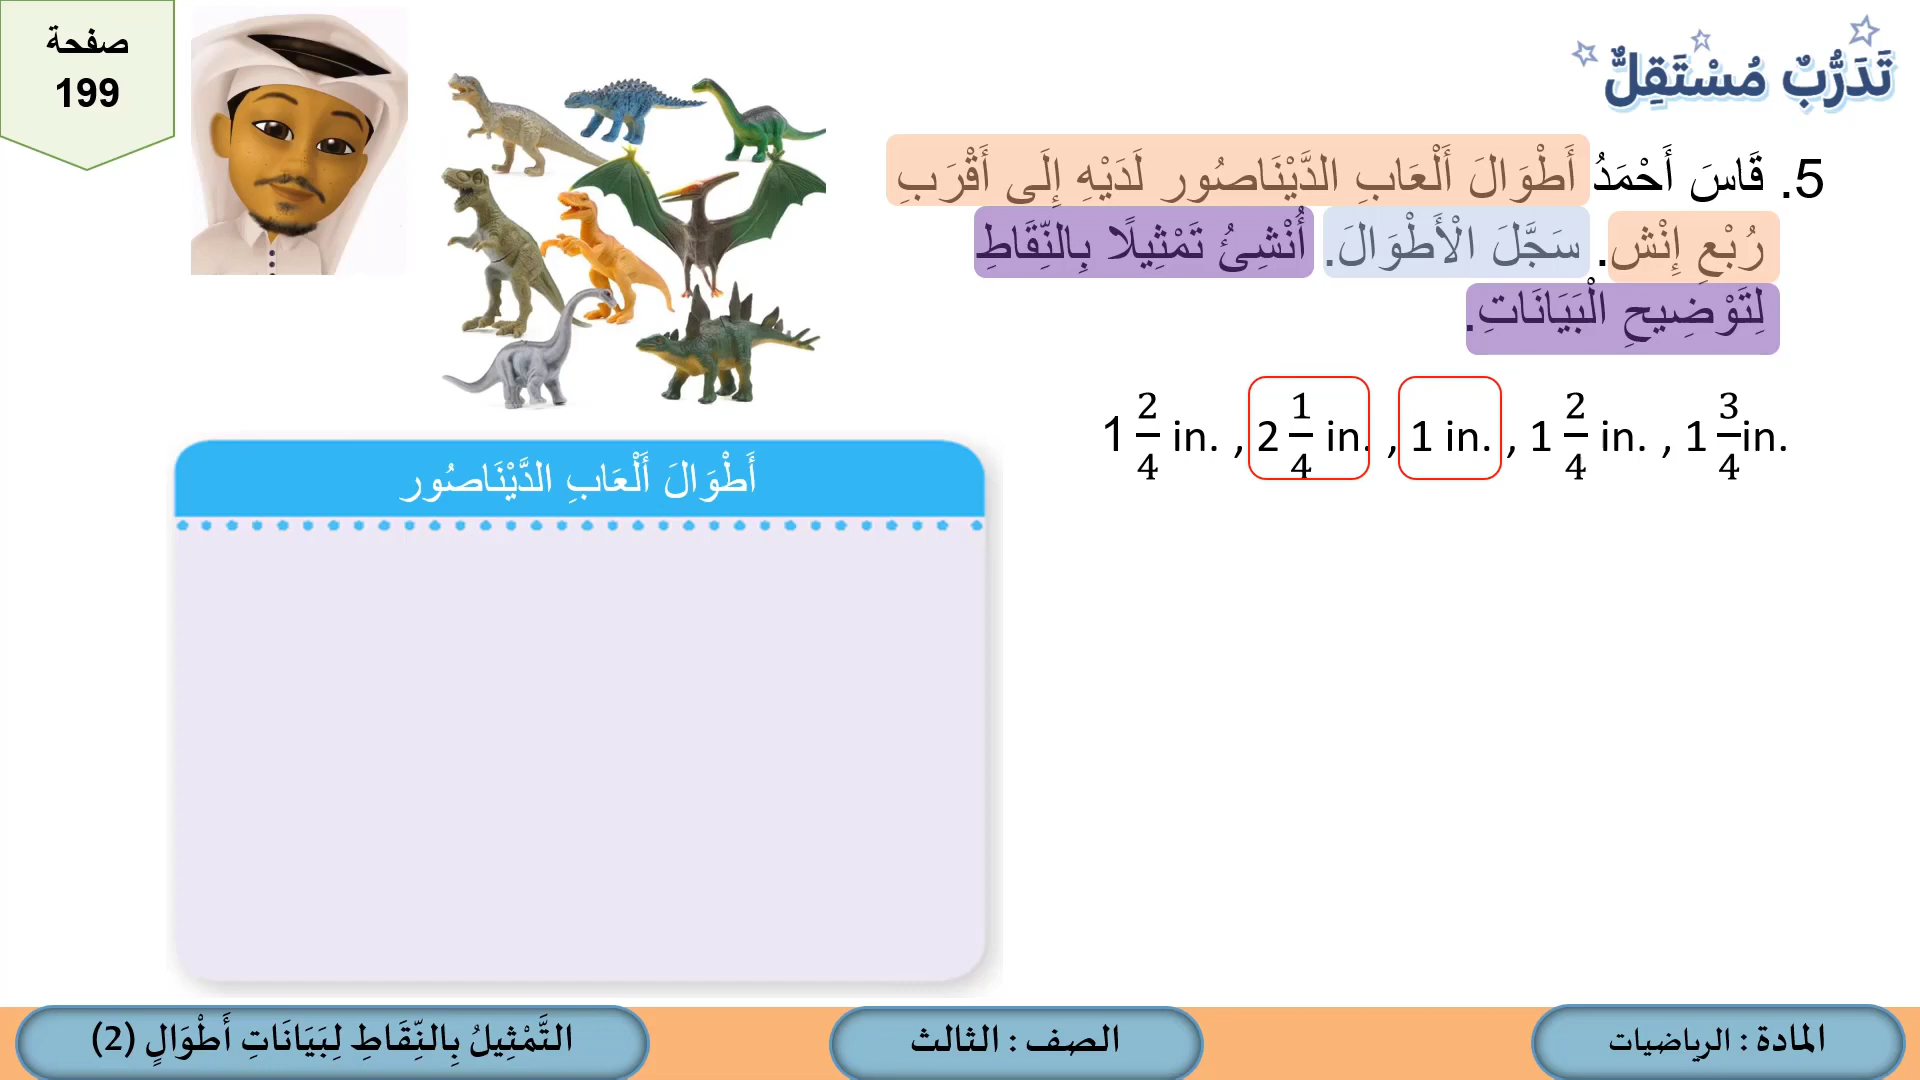 صفحة
199
تَدَرُّبٌ مُسْتَقِلٌّ
5. قَاسَ أَحْمَدُ أَطْوَالَ أَلْعَابِ الدَّيْنَاصُور لَدَيْهِ إِلَى أَقْرَبِ
رُبْعِ إِنْش. سَجَّلَ الْأَطْوَالَ. أُنْشِئُ تَمْثِيلًا بِالنِّقَاطِ
لِتَوْضِيحِ الْبَيَانَاتِ.
1 2/4 in. , 2 1/4 in. , 1 in. , 1 2/4 in. , 1 3/4 in.
أَطْوَالَ أَلْعَابِ الدَّيْنَاصُور
المادة : الرياضيات
الصف : الثالث
التَّمْثِيلُ بِالنِّقَاطِ لِبَيَانَاتِ أَطْوَالٍ (2)